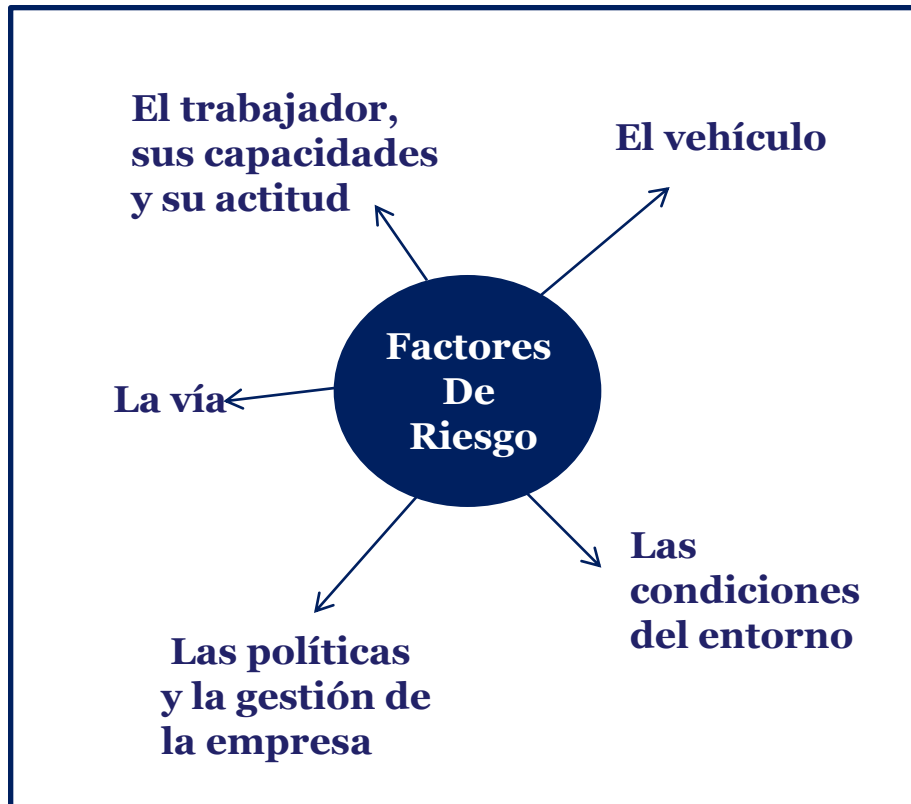 El trabajador,
sus capacidades
y su actitud
El vehículo
Factores
De
Riesgo
La vía
Las
condiciones
del entorno
Las políticas
y la gestión de
la empresa